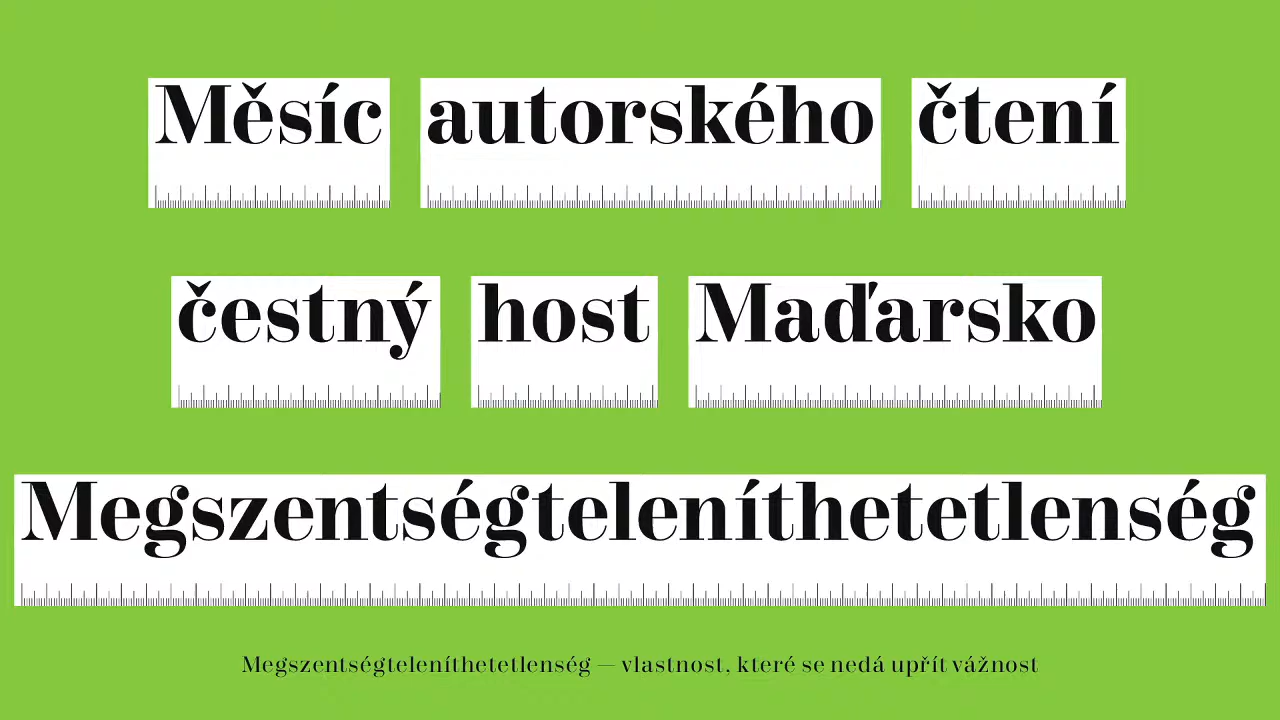 Měsíc autorského čtení
čestný host Maďarsko
Megszentségteleníthetetlenség
Megszentségteleníthetetlenség — vlastnost, které se nedá upřít vážnost